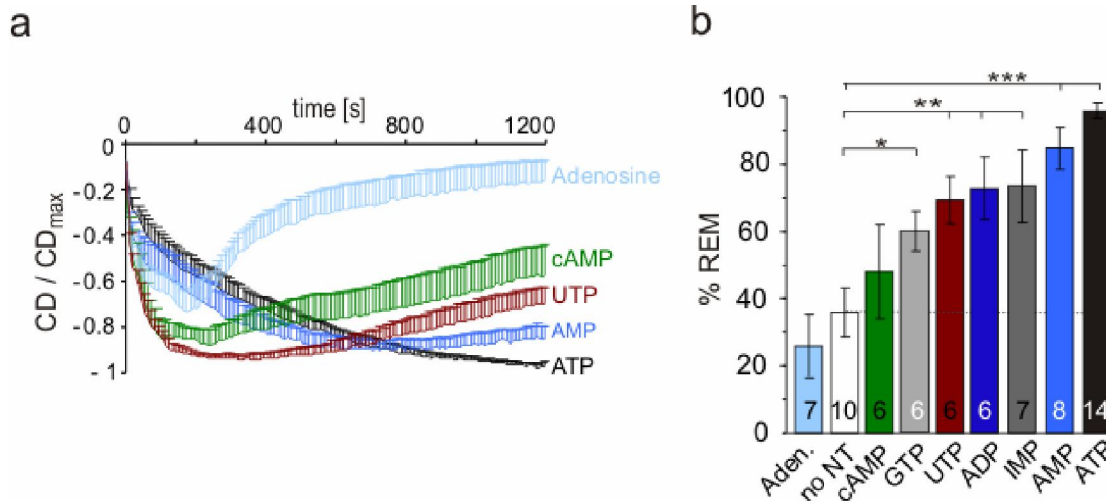 a
time [s]
0 400 800 1200
0
- 0.2
- 0.4
- 0.6
- 0.8
- 1
CD / CDmax
Adenosine
cAMP
UTP
AMP
ATP
b
***
**
*
100
80
60
40
20
0
% REM
7 10 6 6 6 6 7 8 14
Aden. no NT cAMP GTP UTP ADP IMP AMP ATP